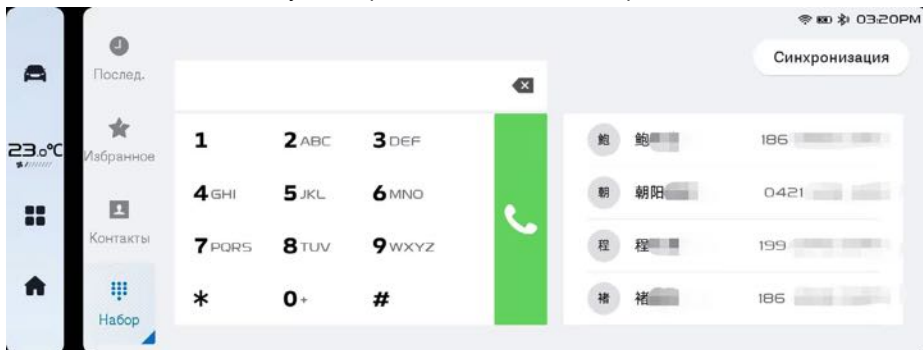 03:20PM
Синхронизация
23.0°C
Послед.
Избранное
Контакты
Набор
1 2 ABC 3 DEF
4 GHI 5 JKL 6 MNO
7 PQRS 8 TUV 9 WXYZ
* 0 + #
鲍 鲍 186
朝 朝阳 0421
程 程 199
褚 褚 186